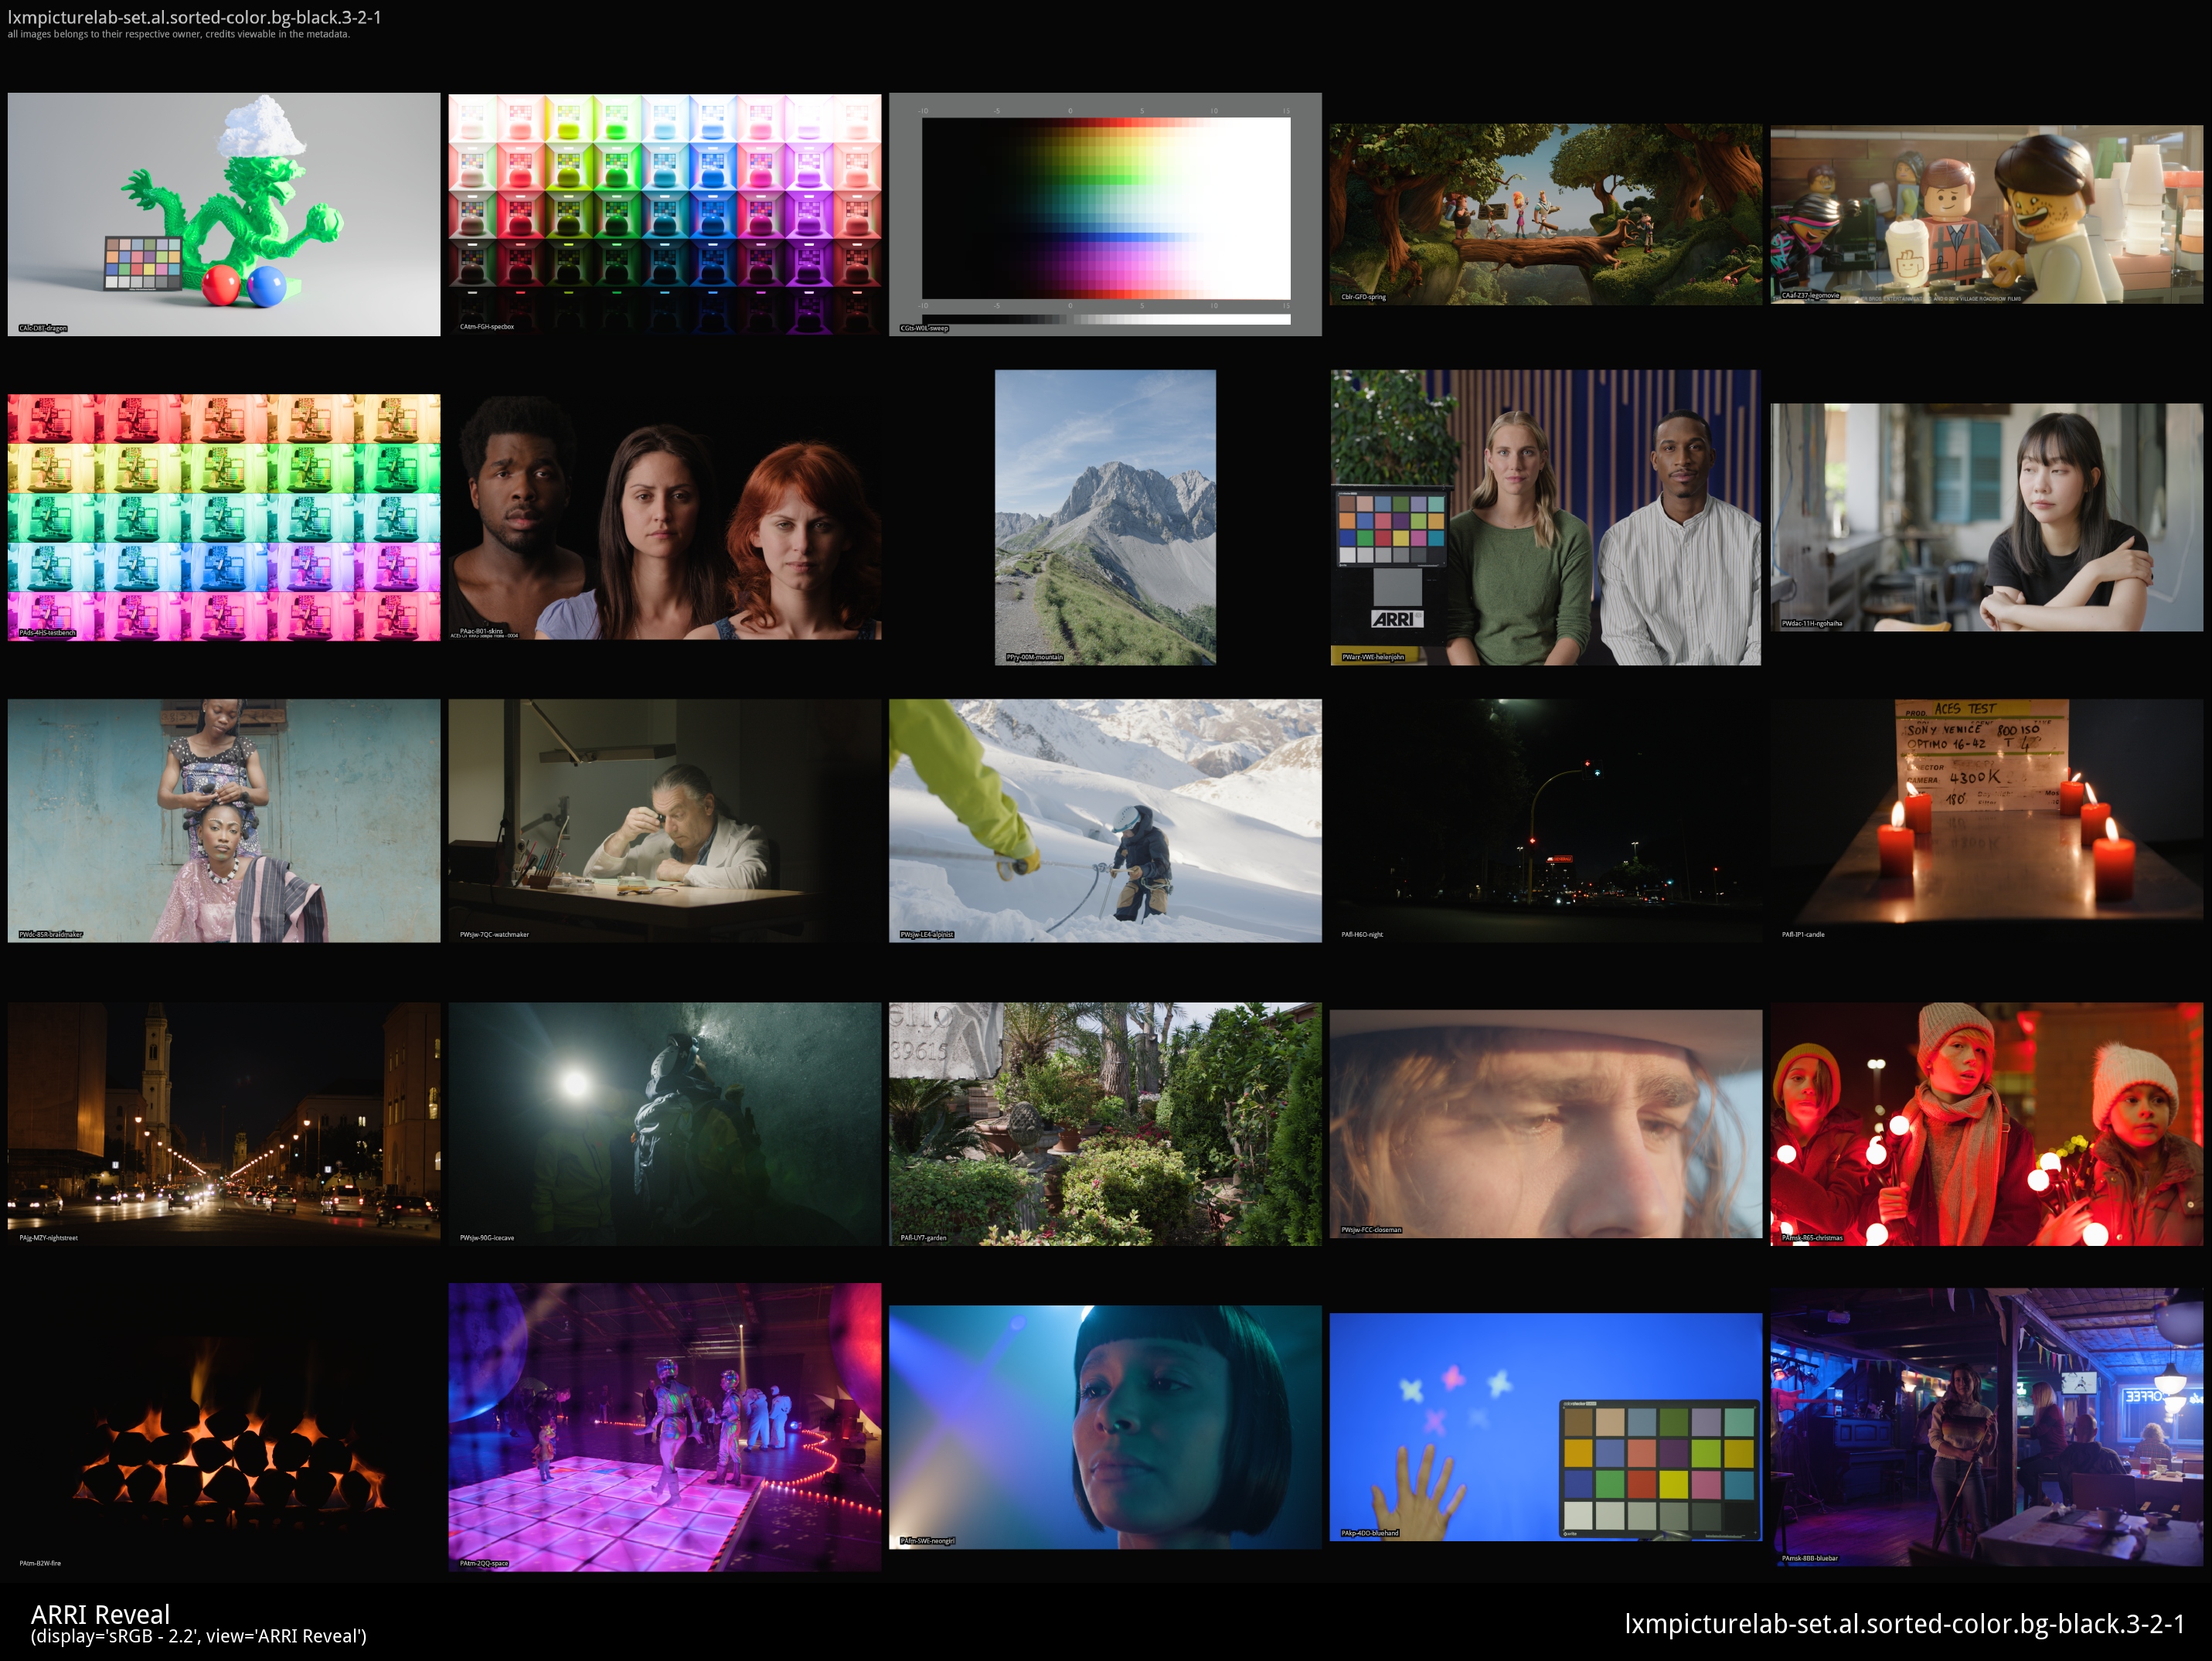 lxmpicturelab-set.al.sorted-color.bg-black.3-2-1
all images belongs to their respective owner, credits viewable in the metadata.
-10 -5 0 5 10 15
-10 -5 0 5 10 15
CAlc-D8T-dragon
CAtm-FGH-specbox
CGts-W0L-sweep
CBlr-GFD-spring
CAaf-Z37-legomovie
PAds-4HS-testbench
PAac-B01-skins
PPry-00M-mountain
ARRI
PWarr-VWE-helenjohn
PWdac-11H-ngohaiha
PROD. ACES TEST
SONY VENICE 800 ISO
OPTIMO 16-42 T 4
CAMERA 4300K
180°
PWdc-85R-braidmaker
PWsjw-7QC-watchmaker
PWsjw-LE4-alpinist
PAfl-H6O-night
PAfl-IP1-candle
89615
PAjg-MZY-nightstreet
PWsjw-90G-icecave
PAfl-UY7-garden
PWsjw-FCC-closeman
PAmsk-R65-christmas
PAtm-B2W-fire
PAtm-2QQ-space
PAfm-SWE-neongirl
PAkp-4DO-bluehand
PAmsk-8BB-bluebar
ARRI Reveal
(display='sRGB - 2.2', view='ARRI Reveal')
lxmpicturelab-set.al.sorted-color.bg-black.3-2-1